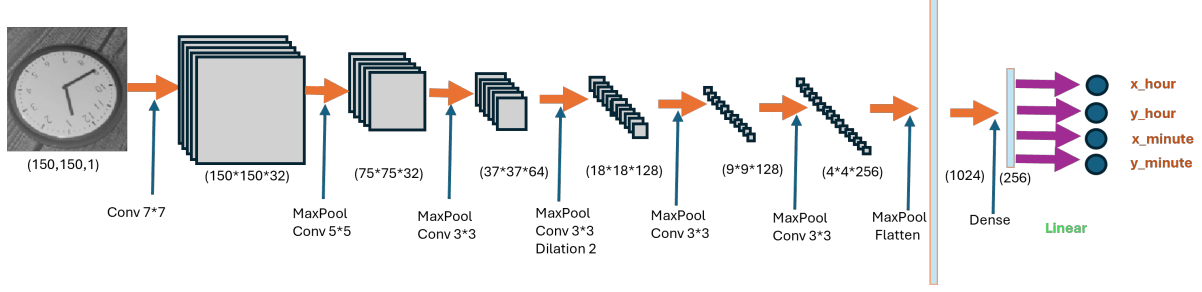 (150,150,1)
Conv 7*7
(150*150*32)
MaxPool
Conv 5*5
(75*75*32)
MaxPool
Conv 3*3
(37*37*64)
MaxPool
Conv 3*3
Dilation 2
(18*18*128)
MaxPool
Conv 3*3
(9*9*128)
MaxPool
Conv 3*3
(4*4*256)
MaxPool
Flatten
(1024)
Dense
(256)
Linear
x_hour
y_hour
x_minute
y_minute